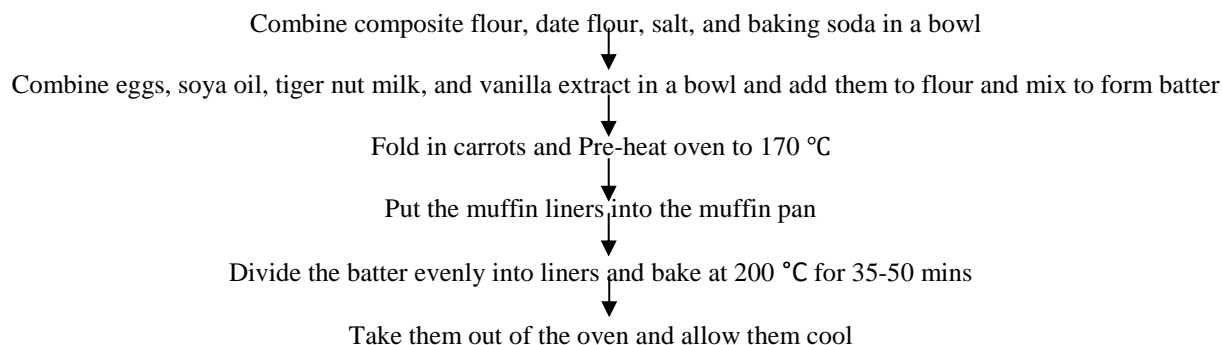 Combine composite flour, date flour, salt, and baking soda in a bowl
Combine eggs, soya oil, tiger nut milk, and vanilla extract in a bowl and add them to flour and mix to form batter
Fold in carrots and Pre-heat oven to 170 ℃
Put the muffin liners into the muffin pan
Divide the batter evenly into liners and bake at 200 °C for 35-50 mins
Take them out of the oven and allow them cool